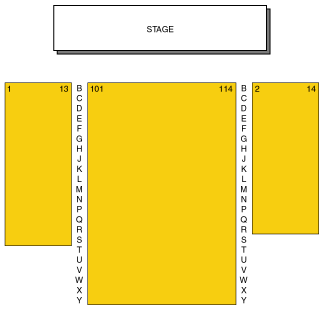 STAGE
1 13 B 101 114 B 2 14
C C
D D
E E
F F
G G
H H
J J
K K
L L
M M
N N
P P
Q Q
R R
S S
T T
U U
V V
W W
X X
Y Y